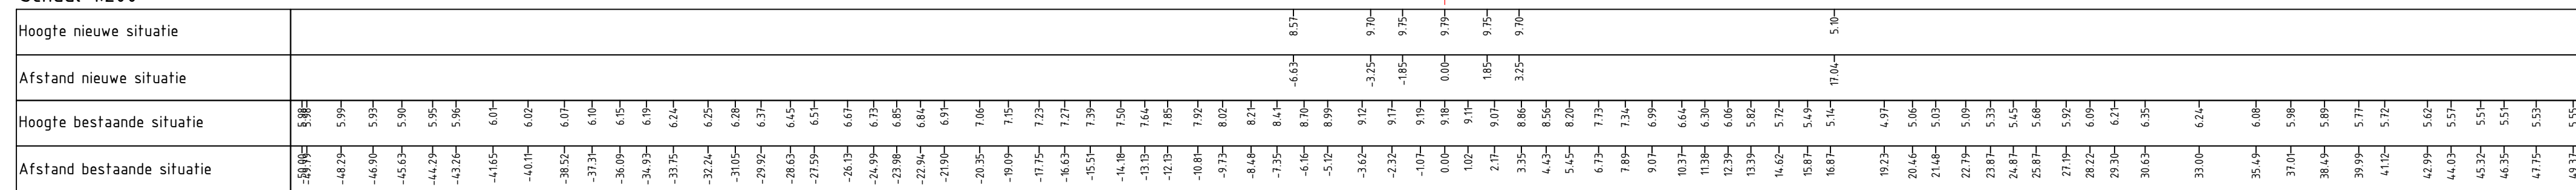 Hoogte nieuwe situatie 8.57 9.70 9.75 9.79 9.75 9.70 5.10
Afstand nieuwe situatie -6.63 -3.25 -1.85 0.00 1.85 3.25 17.04
Hoogte bestaande situatie 5.98 5.98 5.99 5.93 5.90 5.95 5.96 6.01 6.02 6.07 6.10 6.15 6.19 6.24 6.25 6.28 6.37 6.45 6.51 6.67 6.73 6.85 6.84 6.91 7.06 7.15 7.23 7.27 7.39 7.50 7.64 7.85 7.92 8.02 8.21 8.41 8.70 8.99 9.12 9.17 9.19 9.18 9.11 9.07 8.86 8.56 8.20 7.73 7.34 6.99 6.64 6.30 6.06 5.82 5.72 5.49 5.14 4.97 5.06 5.03 5.09 5.33 5.45 5.68 5.92 6.09 6.21 6.35 6.24 6.08 5.98 5.89 5.77 5.72 5.62 5.57 5.51 5.51 5.53
Afstand bestaande situatie -50.00 -49.79 -48.29 -46.90 -45.63 -44.29 -43.26 -41.65 -40.11 -38.52 -37.31 -36.09 -34.93 -33.75 -32.24 -31.05 -29.92 -28.63 -27.59 -26.13 -24.99 -23.98 -22.94 -21.90 -20.35 -19.09 -17.75 -16.63 -15.51 -14.18 -13.13 -12.13 -10.81 -9.73 -8.48 -7.35 -6.16 -5.12 -3.62 -2.32 -1.07 0.00 1.02 2.17 3.35 4.43 5.45 6.73 7.89 9.07 10.37 11.38 12.39 13.39 14.62 15.87 16.87 19.23 20.46 21.48 22.79 23.87 24.87 25.87 27.19 28.22 29.30 30.63 33.00 35.49 37.01 38.49 39.99 41.12 42.99 44.03 45.32 46.35 47.75